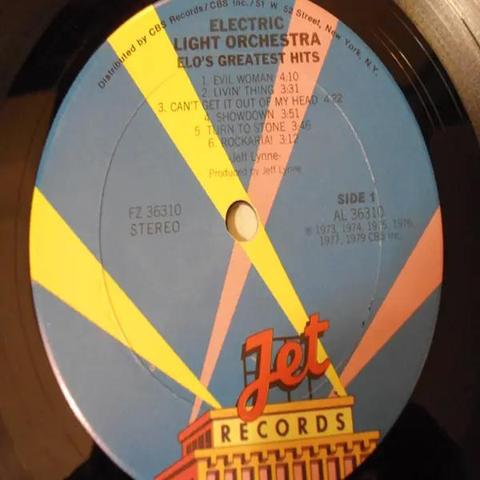 Distributed by CBS Records/CBS Inc./51 W. 52 Street, New York, N.Y.
ELECTRIC
LIGHT ORCHESTRA
ELO'S GREATEST HITS
1. EVIL WOMAN 4:10
2. LIVIN' THING 3:31
3. CAN'T GET IT OUT OF MY HEAD 4:22
4. SHOWDOWN 3:51
5 TURN TO STONE 3:46
6. ROCKARIA! 3:12
-Jeff Lynne-
Produced by Jeff Lynne
FZ 36310
STEREO
SIDE 1
AL 36310
℗ 1973, 1974, 1975, 1976,
1977, 1979 CBS Inc.
Jet
RECORDS